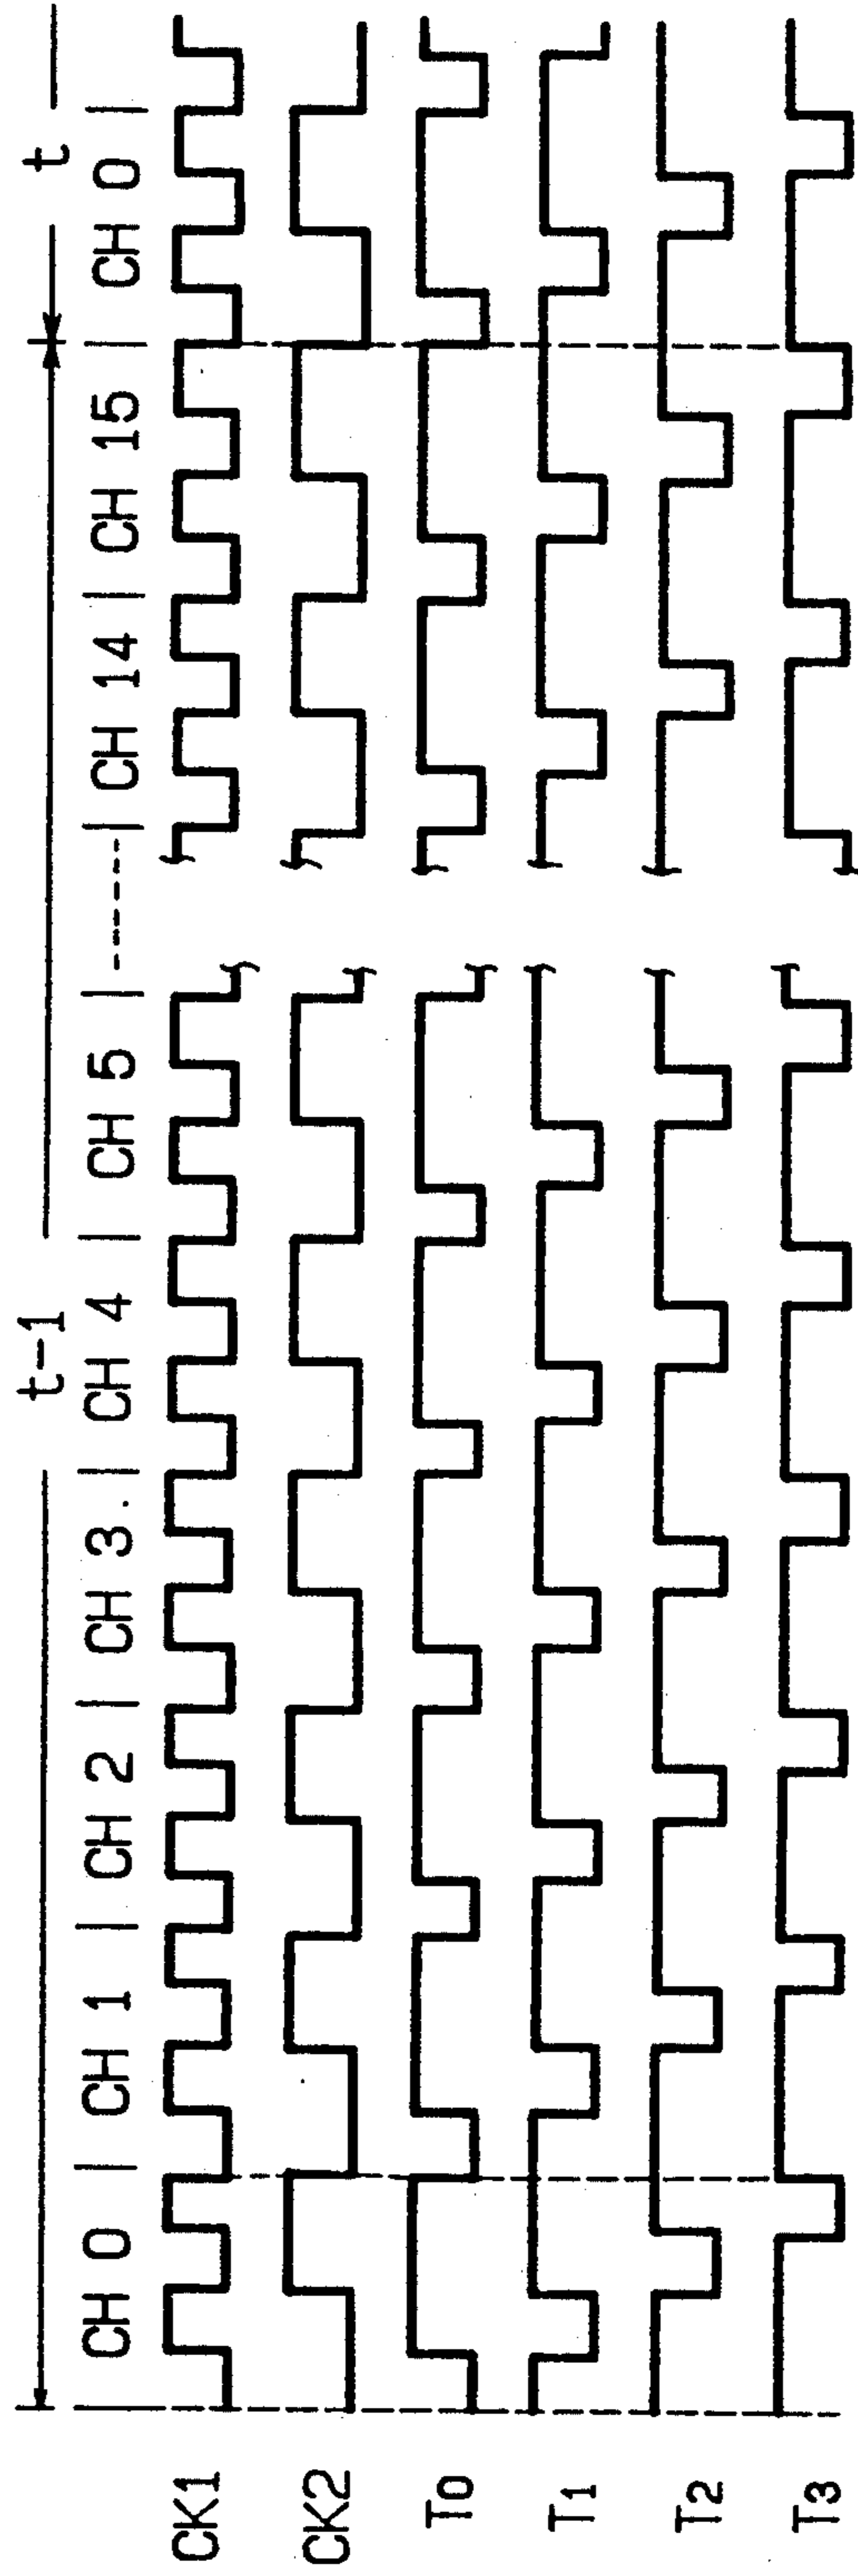 t-1 t
CH 0 | CH 1 | CH 2 | CH 3. | CH 4 | CH 5 |------| CH 14 | CH 15 | CH 0 |
CK1
CK2
T0
T1
T2
T3